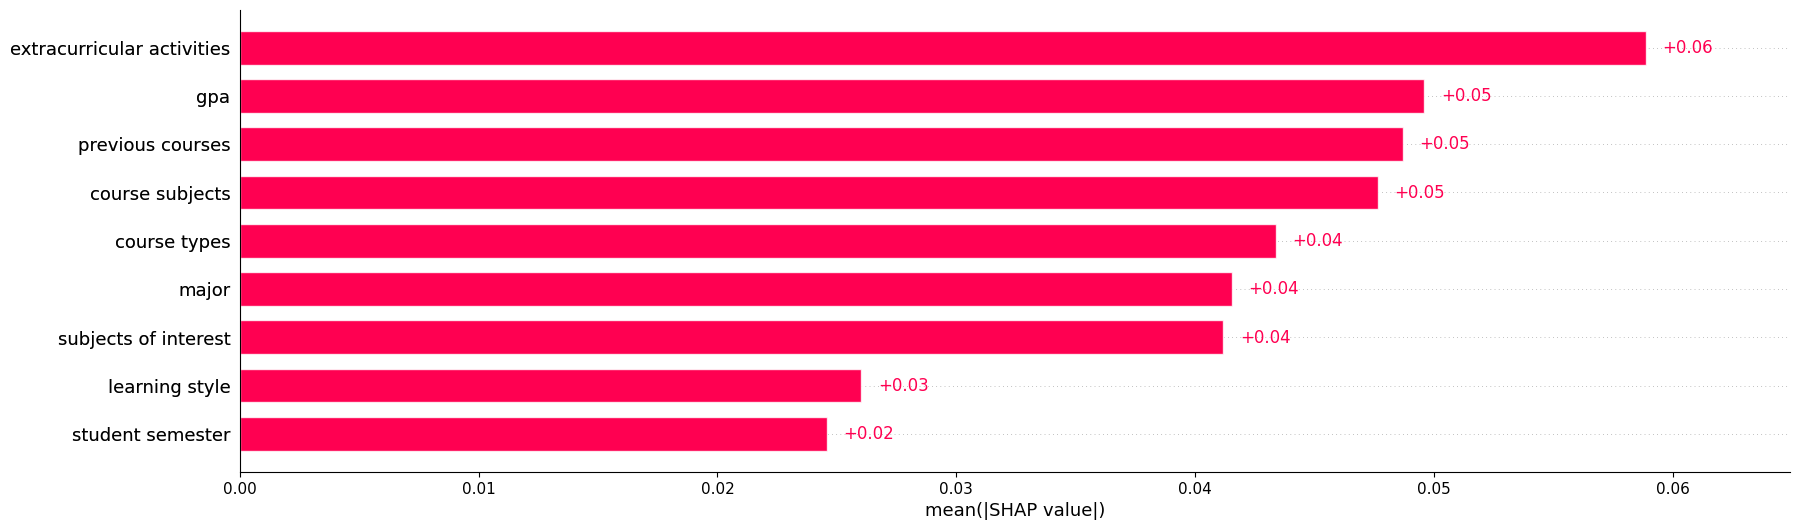 extracurricular activities +0.06
gpa +0.05
previous courses +0.05
course subjects +0.05
course types +0.04
major +0.04
subjects of interest +0.04
learning style +0.03
student semester +0.02
0.00 0.01 0.02 0.03 0.04 0.05 0.06
mean(|SHAP value|)